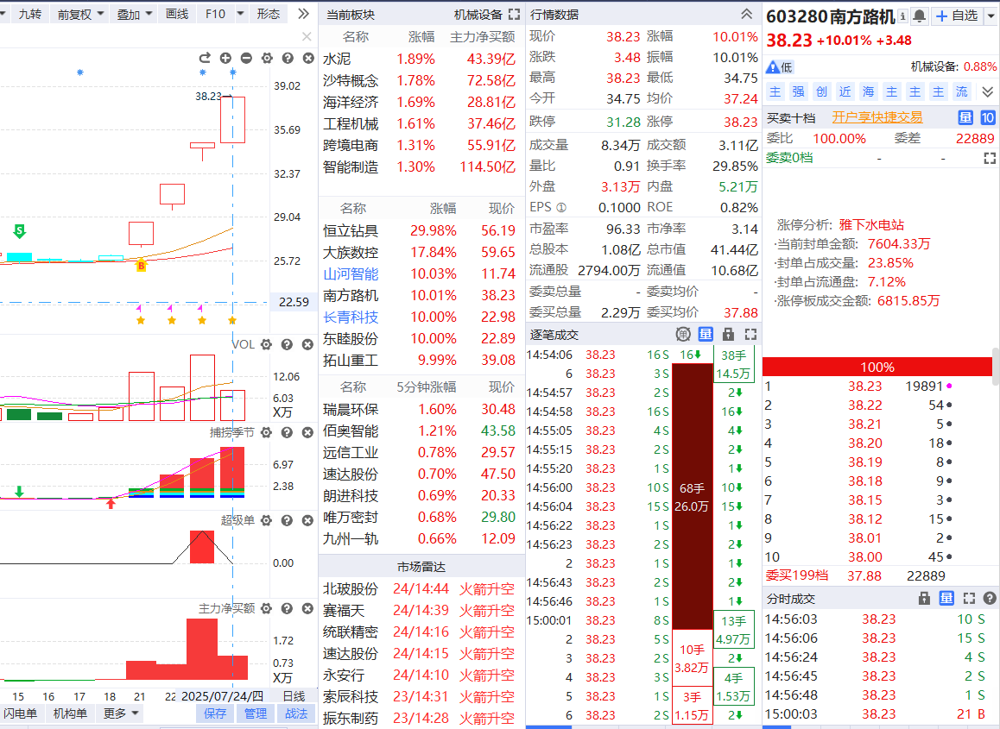 九转 前复权 叠加 画线 F10 形态
39.02
38.23
35.69
32.37
29.04
S
B
25.72
22.59
VOL
12.06
6.03
X万
捕捞季节
6.97
2.38
超级单
0.00
主力净买额
1.72
0.73
X万
15 16 17 18 21 22 2025/07/24/四 日线
闪电单 机构单 更多 保存 管理 战法
当前板块 机械设备
名称 涨幅 主力净买额
水泥 1.89% 43.39亿
沙特概念 1.78% 72.58亿
海洋经济 1.69% 28.81亿
工程机械 1.61% 37.46亿
跨境电商 1.31% 55.91亿
智能制造 1.30% 114.50亿
名称 涨幅 现价
恒立钻具 29.98% 56.19
大族数控 17.84% 59.65
山河智能 10.03% 11.74
南方路机 10.01% 38.23
长青科技 10.00% 22.98
东睦股份 10.00% 22.89
拓山重工 9.99% 39.08
名称 5分钟涨幅 现价
瑞晨环保 1.60% 30.48
佰奥智能 1.21% 43.58
远信工业 0.78% 29.57
速达股份 0.70% 47.50
朗进科技 0.69% 20.33
唯万密封 0.68% 29.80
九州一轨 0.66% 12.09
市场雷达
北玻股份 24/14:44 火箭升空
赛福天 24/14:39 火箭升空
统联精密 24/14:16 火箭升空
速达股份 24/14:15 火箭升空
永安行 24/14:10 火箭升空
索辰科技 23/14:31 火箭升空
振东制药 23/14:28 火箭升空
行情数据
现价 38.23 涨幅 10.01%
涨跌 3.48 振幅 10.01%
最高 38.23 最低 34.75
今开 34.75 均价 37.24
跌停 31.28 涨停 38.23
成交量 8.34万 成交额 3.11亿
量比 0.91 换手率 29.85%
外盘 3.13万 内盘 5.21万
EPS ① 0.1000 ROE 0.82%
市盈率 96.33 市净率 3.14
总股本 1.08亿 总市值 41.44亿
流通股 2794.00万 流通值 10.68亿
委卖总量 - 委卖均价 -
委买总量 2.29万 委买均价 37.88
逐笔成交 单 量
14:54:06 38.23 16 S 16
6 38.23 3 S
14:54:57 38.23 2 S 2
14:54:58 38.23 16 S 16
14:55:05 38.23 4 S 4
14:55:15 38.23 2 S 2
14:55:20 38.23 1 S 1
14:56:00 38.23 10 S 10
14:56:04 38.23 15 S 15
14:56:22 38.23 1 S 1
14:56:23 38.23 2 S 2
2 38.23 1 S 1
14:56:43 38.23 2 S 2
14:56:46 38.23 1 S 1
15:00:01 38.23 8 S
2 38.23 5 S
3 38.23 2 S 2
4 38.23 3 S
5 38.23 1 S
6 38.23 2 S 2
38手
14.5万
68手
26.0万
13手
4.97万
10手
3.82万
4手
1.53万
3手
1.15万
603280 南方路机 自选
38.23 +10.01% +3.48
低 机械设备: 0.88%
主 强 创 近 海 主 主 主 流
买卖十档 开户享快捷交易 量 10
委比 100.00% 委差 22889
委卖0档 - -
涨停分析: 雅下水电站
·当前封单金额: 7604.33万
·封单占成交量: 23.85%
·封单占流通盘: 7.12%
·涨停板成交金额: 6815.85万
100%
1 38.23 19891
2 38.22 54
3 38.21 5
4 38.20 18
5 38.19 8
6 38.18 9
7 38.15 3
8 38.12 15
9 38.01 2
10 38.00 45
委买199档 37.88 22889
分时成交 量
14:56:03 38.23 10 S
14:56:06 38.23 15 S
14:56:24 38.23 4 S
14:56:45 38.23 2 S
14:56:48 38.23 1 S
15:00:03 38.23 21 B